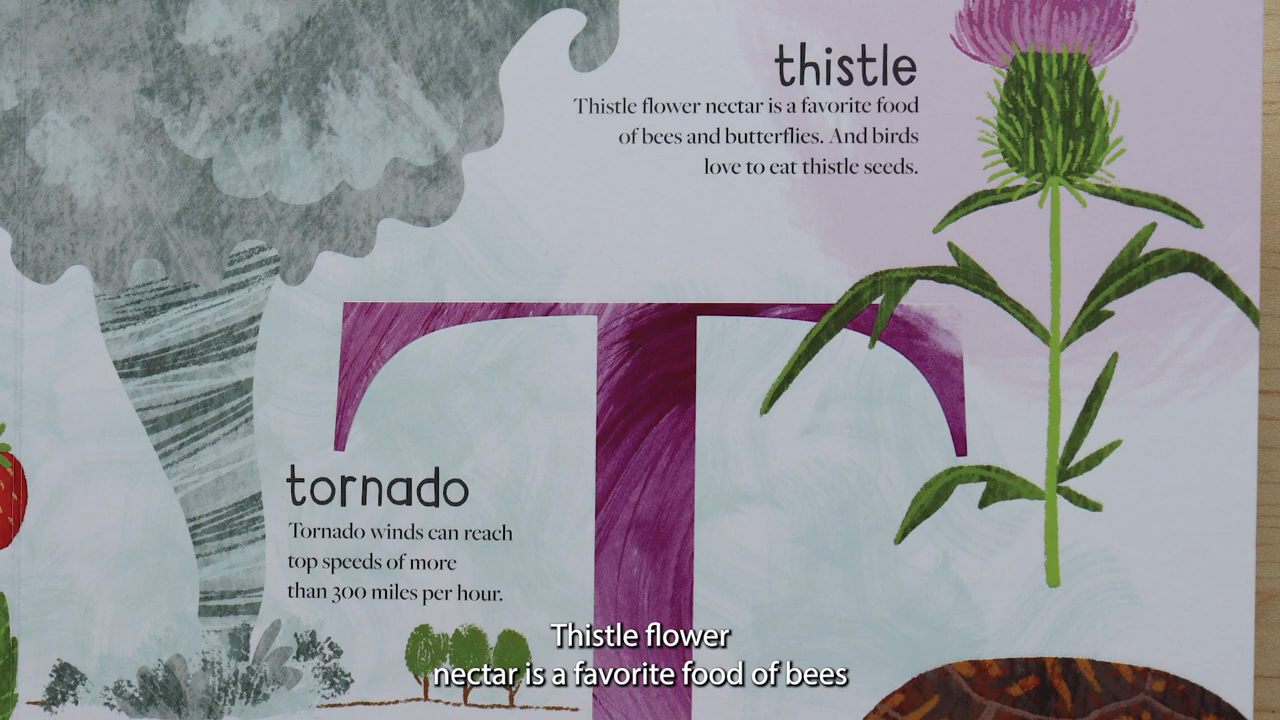 thistle
Thistle flower nectar is a favorite food
of bees and butterflies. And birds
love to eat thistle seeds.
T
tornado
Tornado winds can reach
top speeds of more
than 300 miles per hour.
Thistle flower
nectar is a favorite food of bees